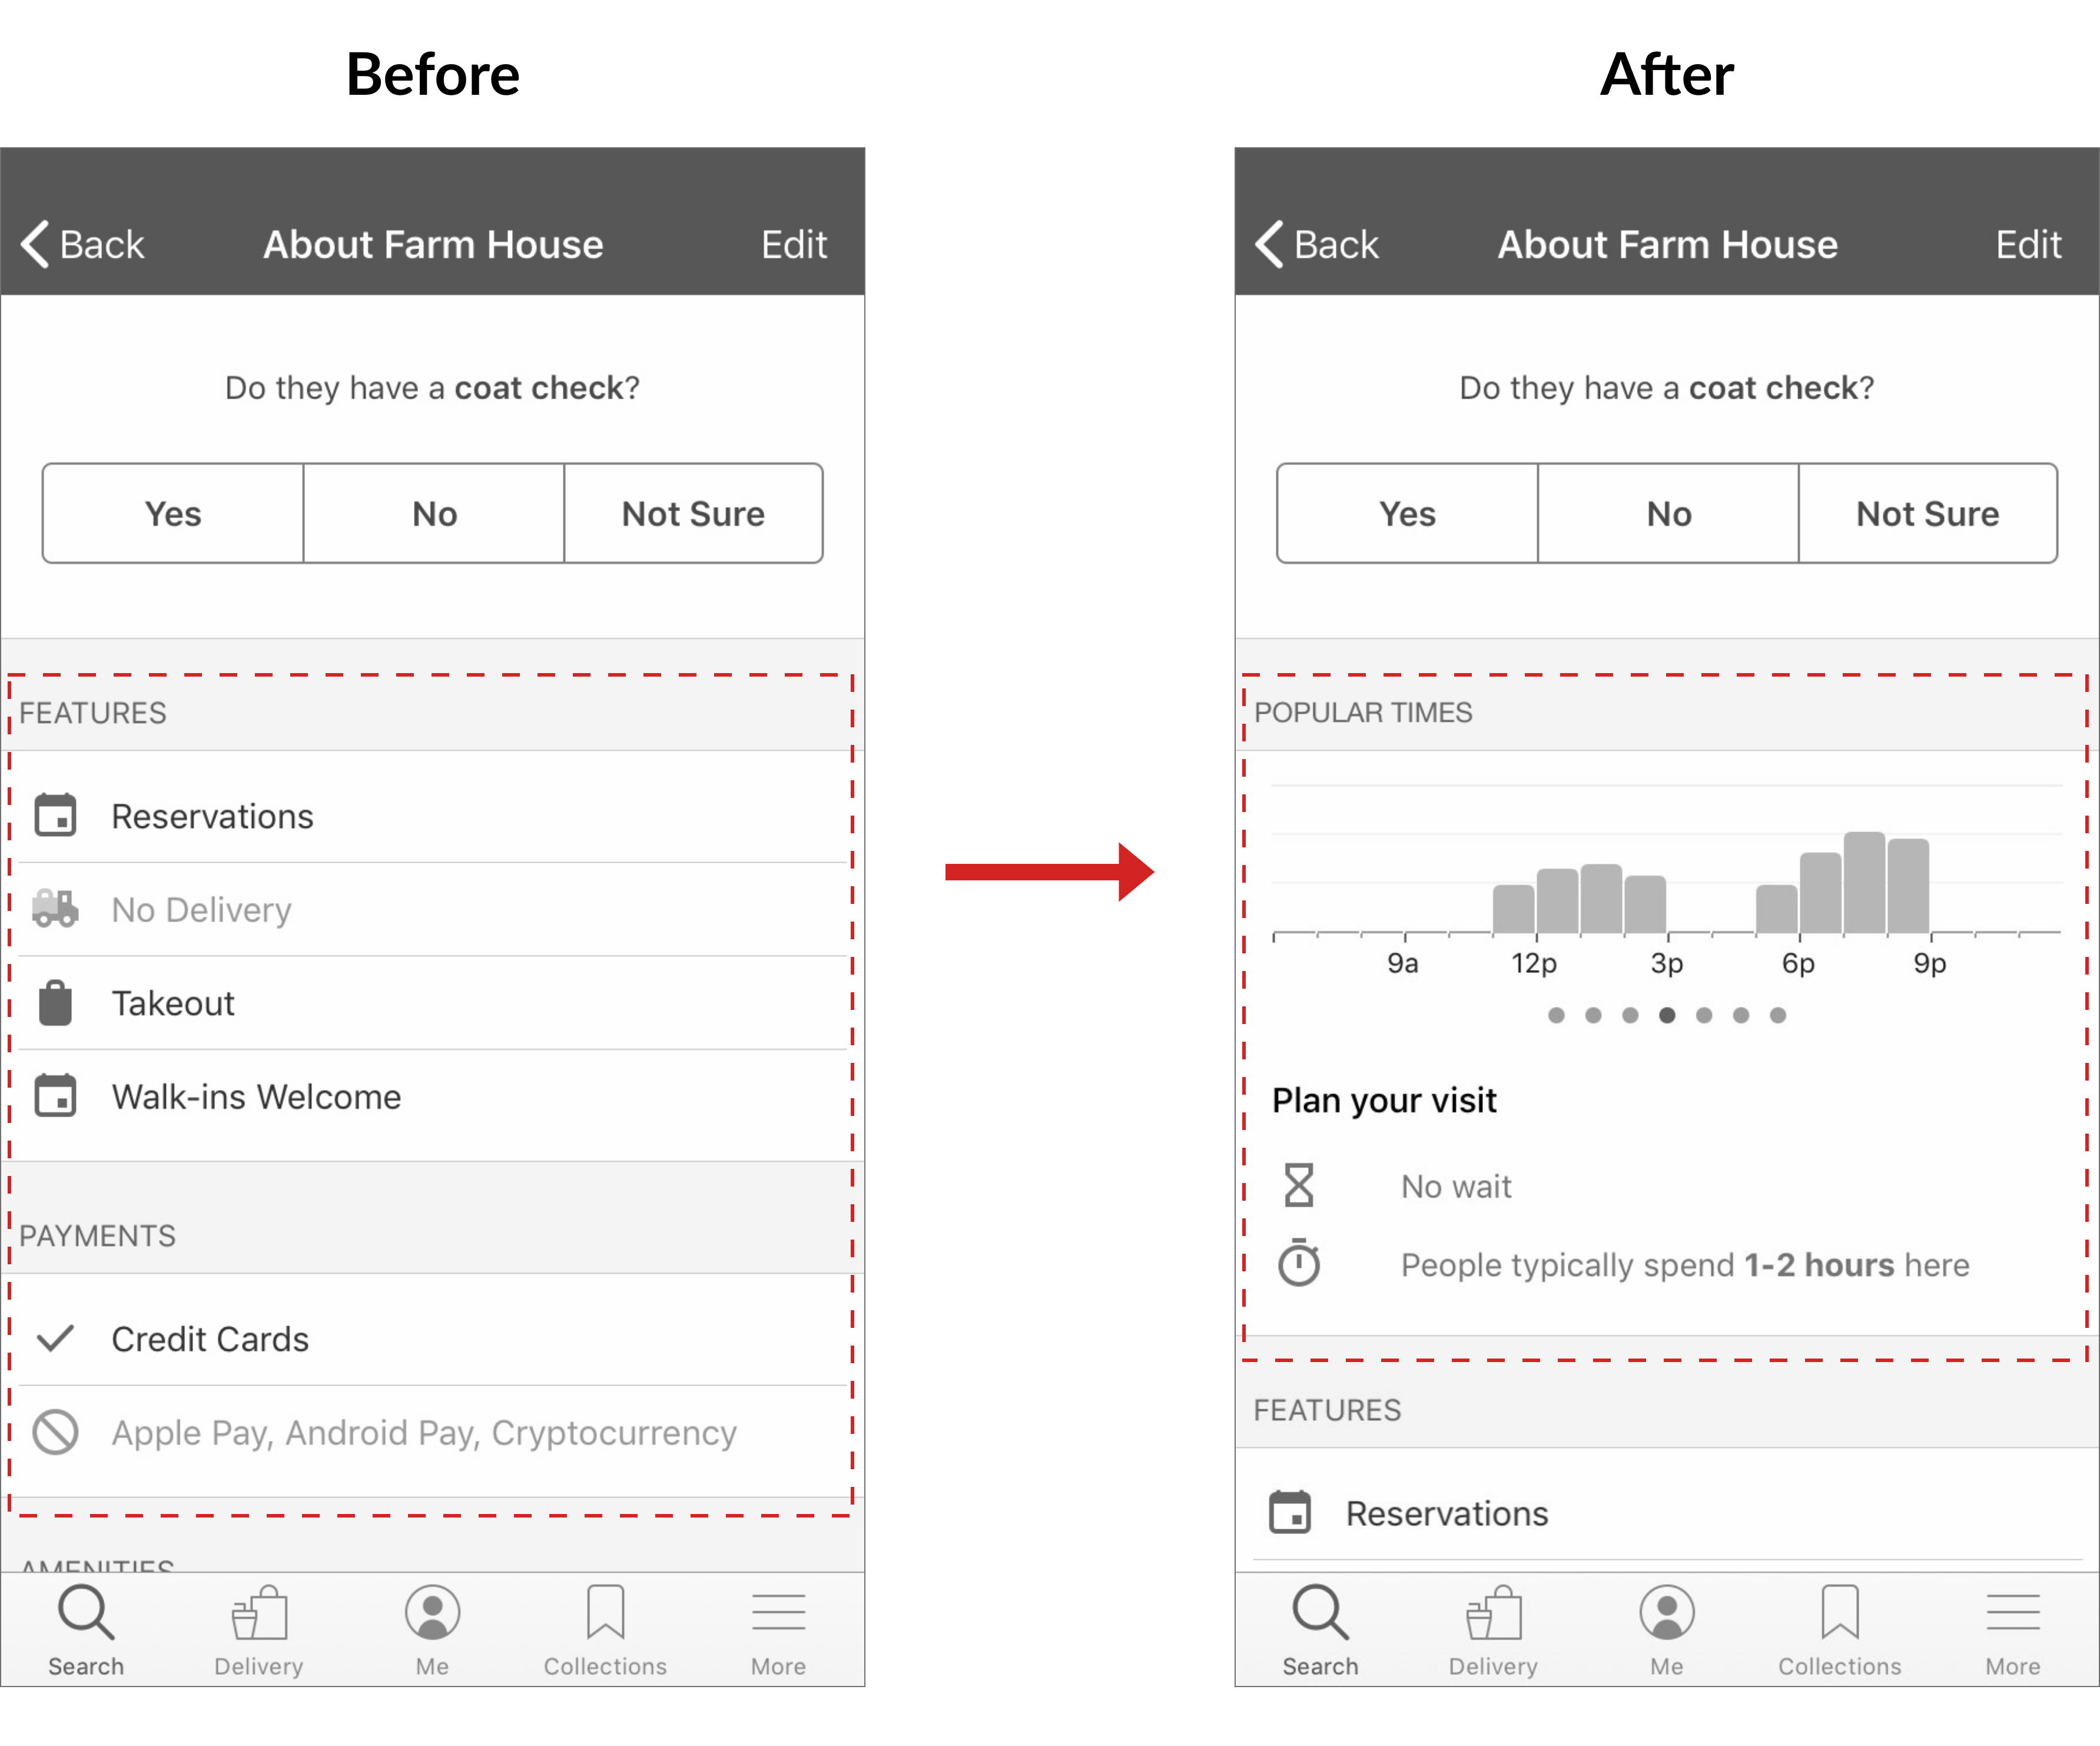 Before
Back
About Farm House
Edit
Do they have a coat check?
Yes
No
Not Sure
FEATURES
Reservations
No Delivery
Takeout
Walk-ins Welcome
PAYMENTS
Credit Cards
Apple Pay, Android Pay, Cryptocurrency
AMENITIES
Search
Delivery
Me
Collections
More
After
Back
About Farm House
Edit
Do they have a coat check?
Yes
No
Not Sure
POPULAR TIMES
9a
12p
3p
6p
9p
Plan your visit
No wait
People typically spend 1-2 hours here
FEATURES
Reservations
Search
Delivery
Me
Collections
More